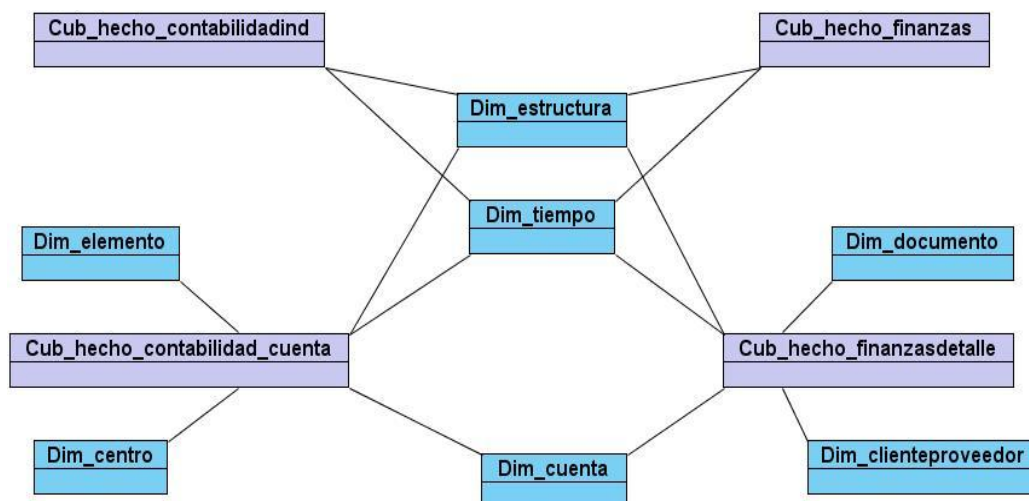 Cub_hecho_contabilidadind
Cub_hecho_finanzas
Dim_estructura
Dim_tiempo
Dim_elemento
Dim_documento
Cub_hecho_contabilidad_cuenta
Cub_hecho_finanzasdetalle
Dim_centro
Dim_cuenta
Dim_clienteproveedor